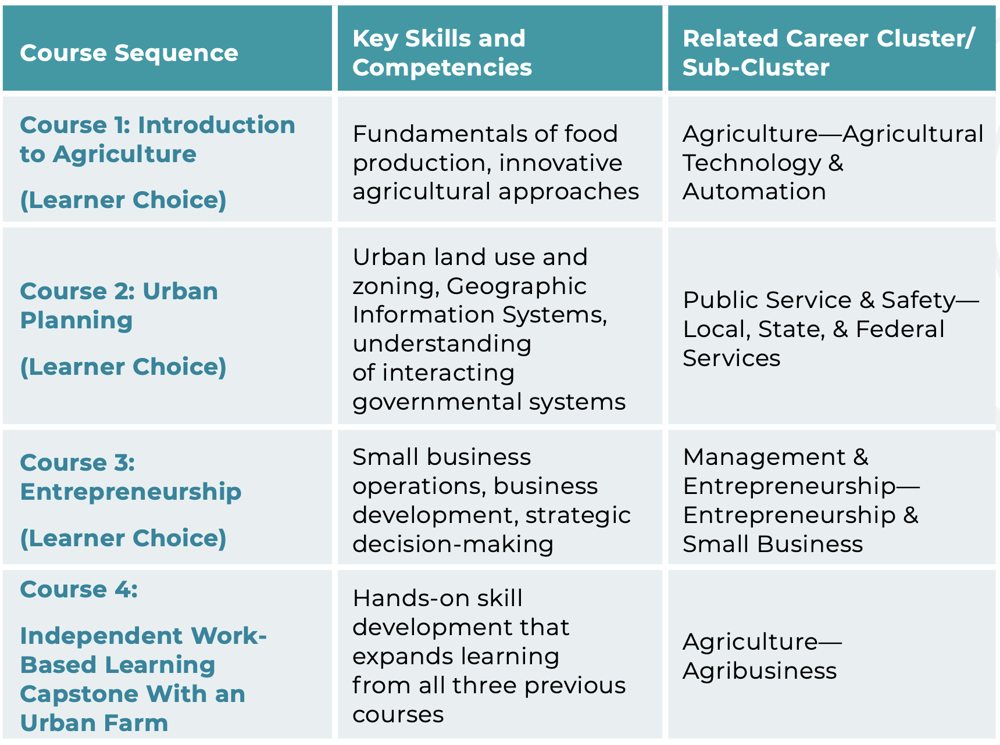 Course Sequence
Key Skills and
Competencies
Related Career Cluster/
Sub-Cluster
Course 1: Introduction
to Agriculture
(Learner Choice)
Fundamentals of food
production, innovative
agricultural approaches
Agriculture—Agricultural
Technology &
Automation
Course 2: Urban
Planning
(Learner Choice)
Urban land use and
zoning, Geographic
Information Systems,
understanding
of interacting
governmental systems
Public Service & Safety—
Local, State, & Federal
Services
Course 3:
Entrepreneurship
(Learner Choice)
Small business
operations, business
development, strategic
decision-making
Management &
Entrepreneurship—
Entrepreneurship &
Small Business
Course 4:
Independent Work-
Based Learning
Capstone With an
Urban Farm
Hands-on skill
development that
expands learning
from all three previous
courses
Agriculture—
Agribusiness